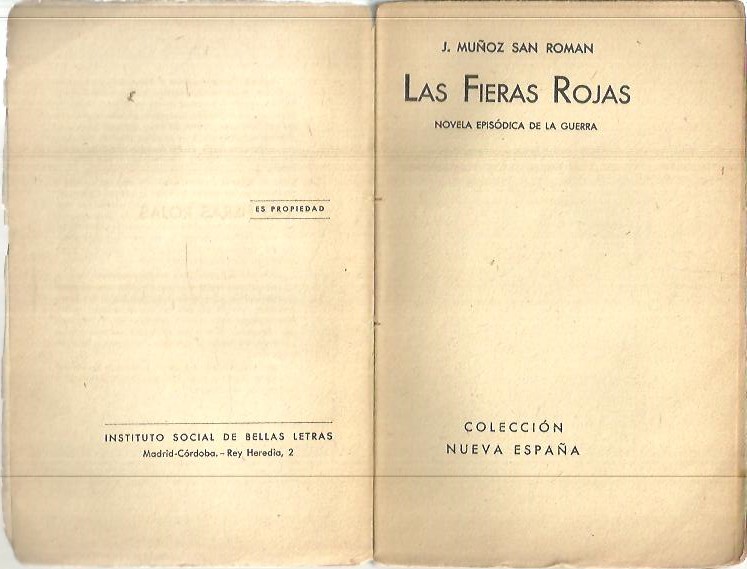 ES PROPIEDAD
INSTITUTO SOCIAL DE BELLAS LETRAS
Madrid-Córdoba.-Rey Heredia, 2
J. MUÑOZ SAN ROMAN
LAS FIERAS ROJAS
NOVELA EPISÓDICA DE LA GUERRA
COLECCIÓN
NUEVA ESPAÑA